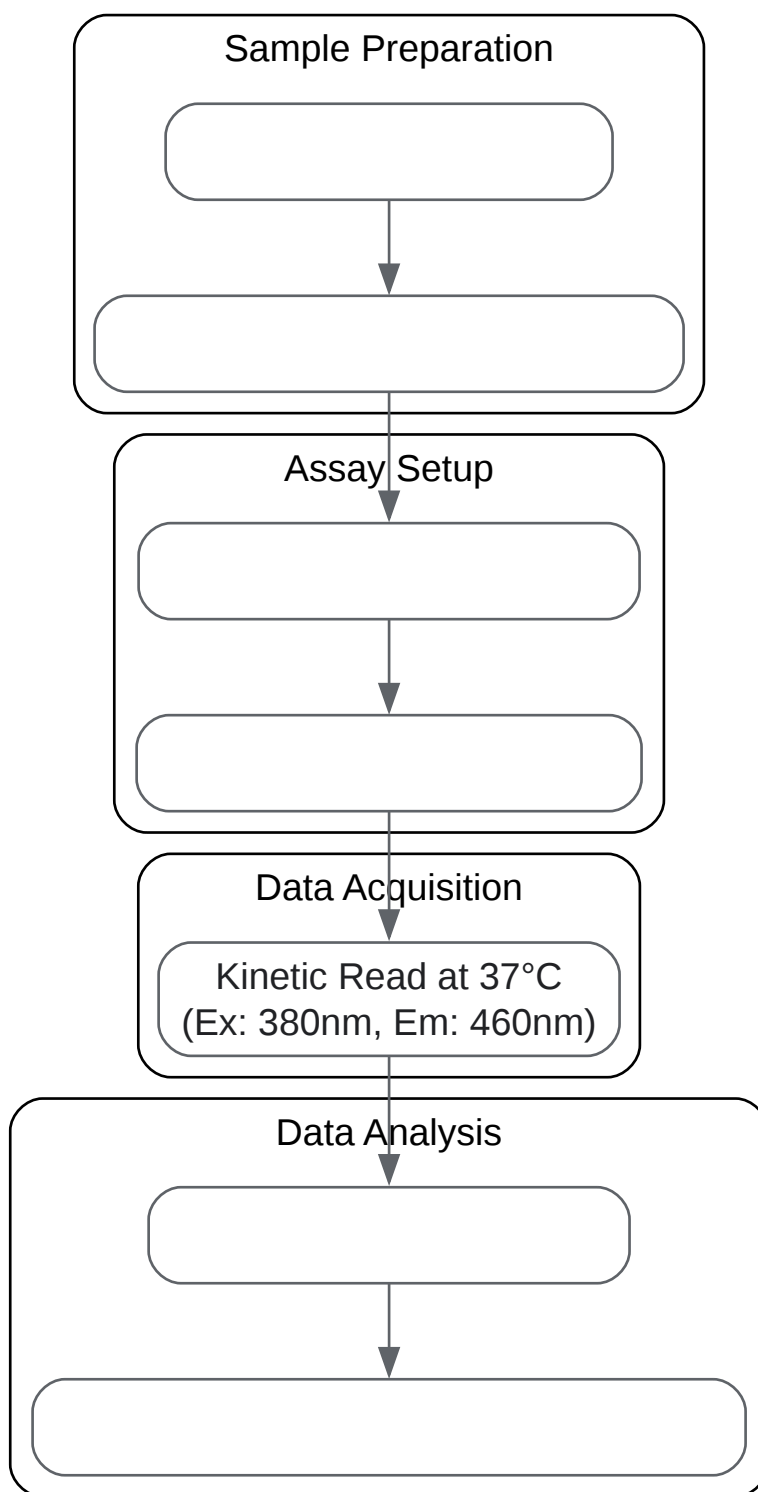 Sample Preparation
Assay Setup
Data Acquisition
Kinetic Read at 37°C
(Ex: 380nm, Em: 460nm)
Data Analysis